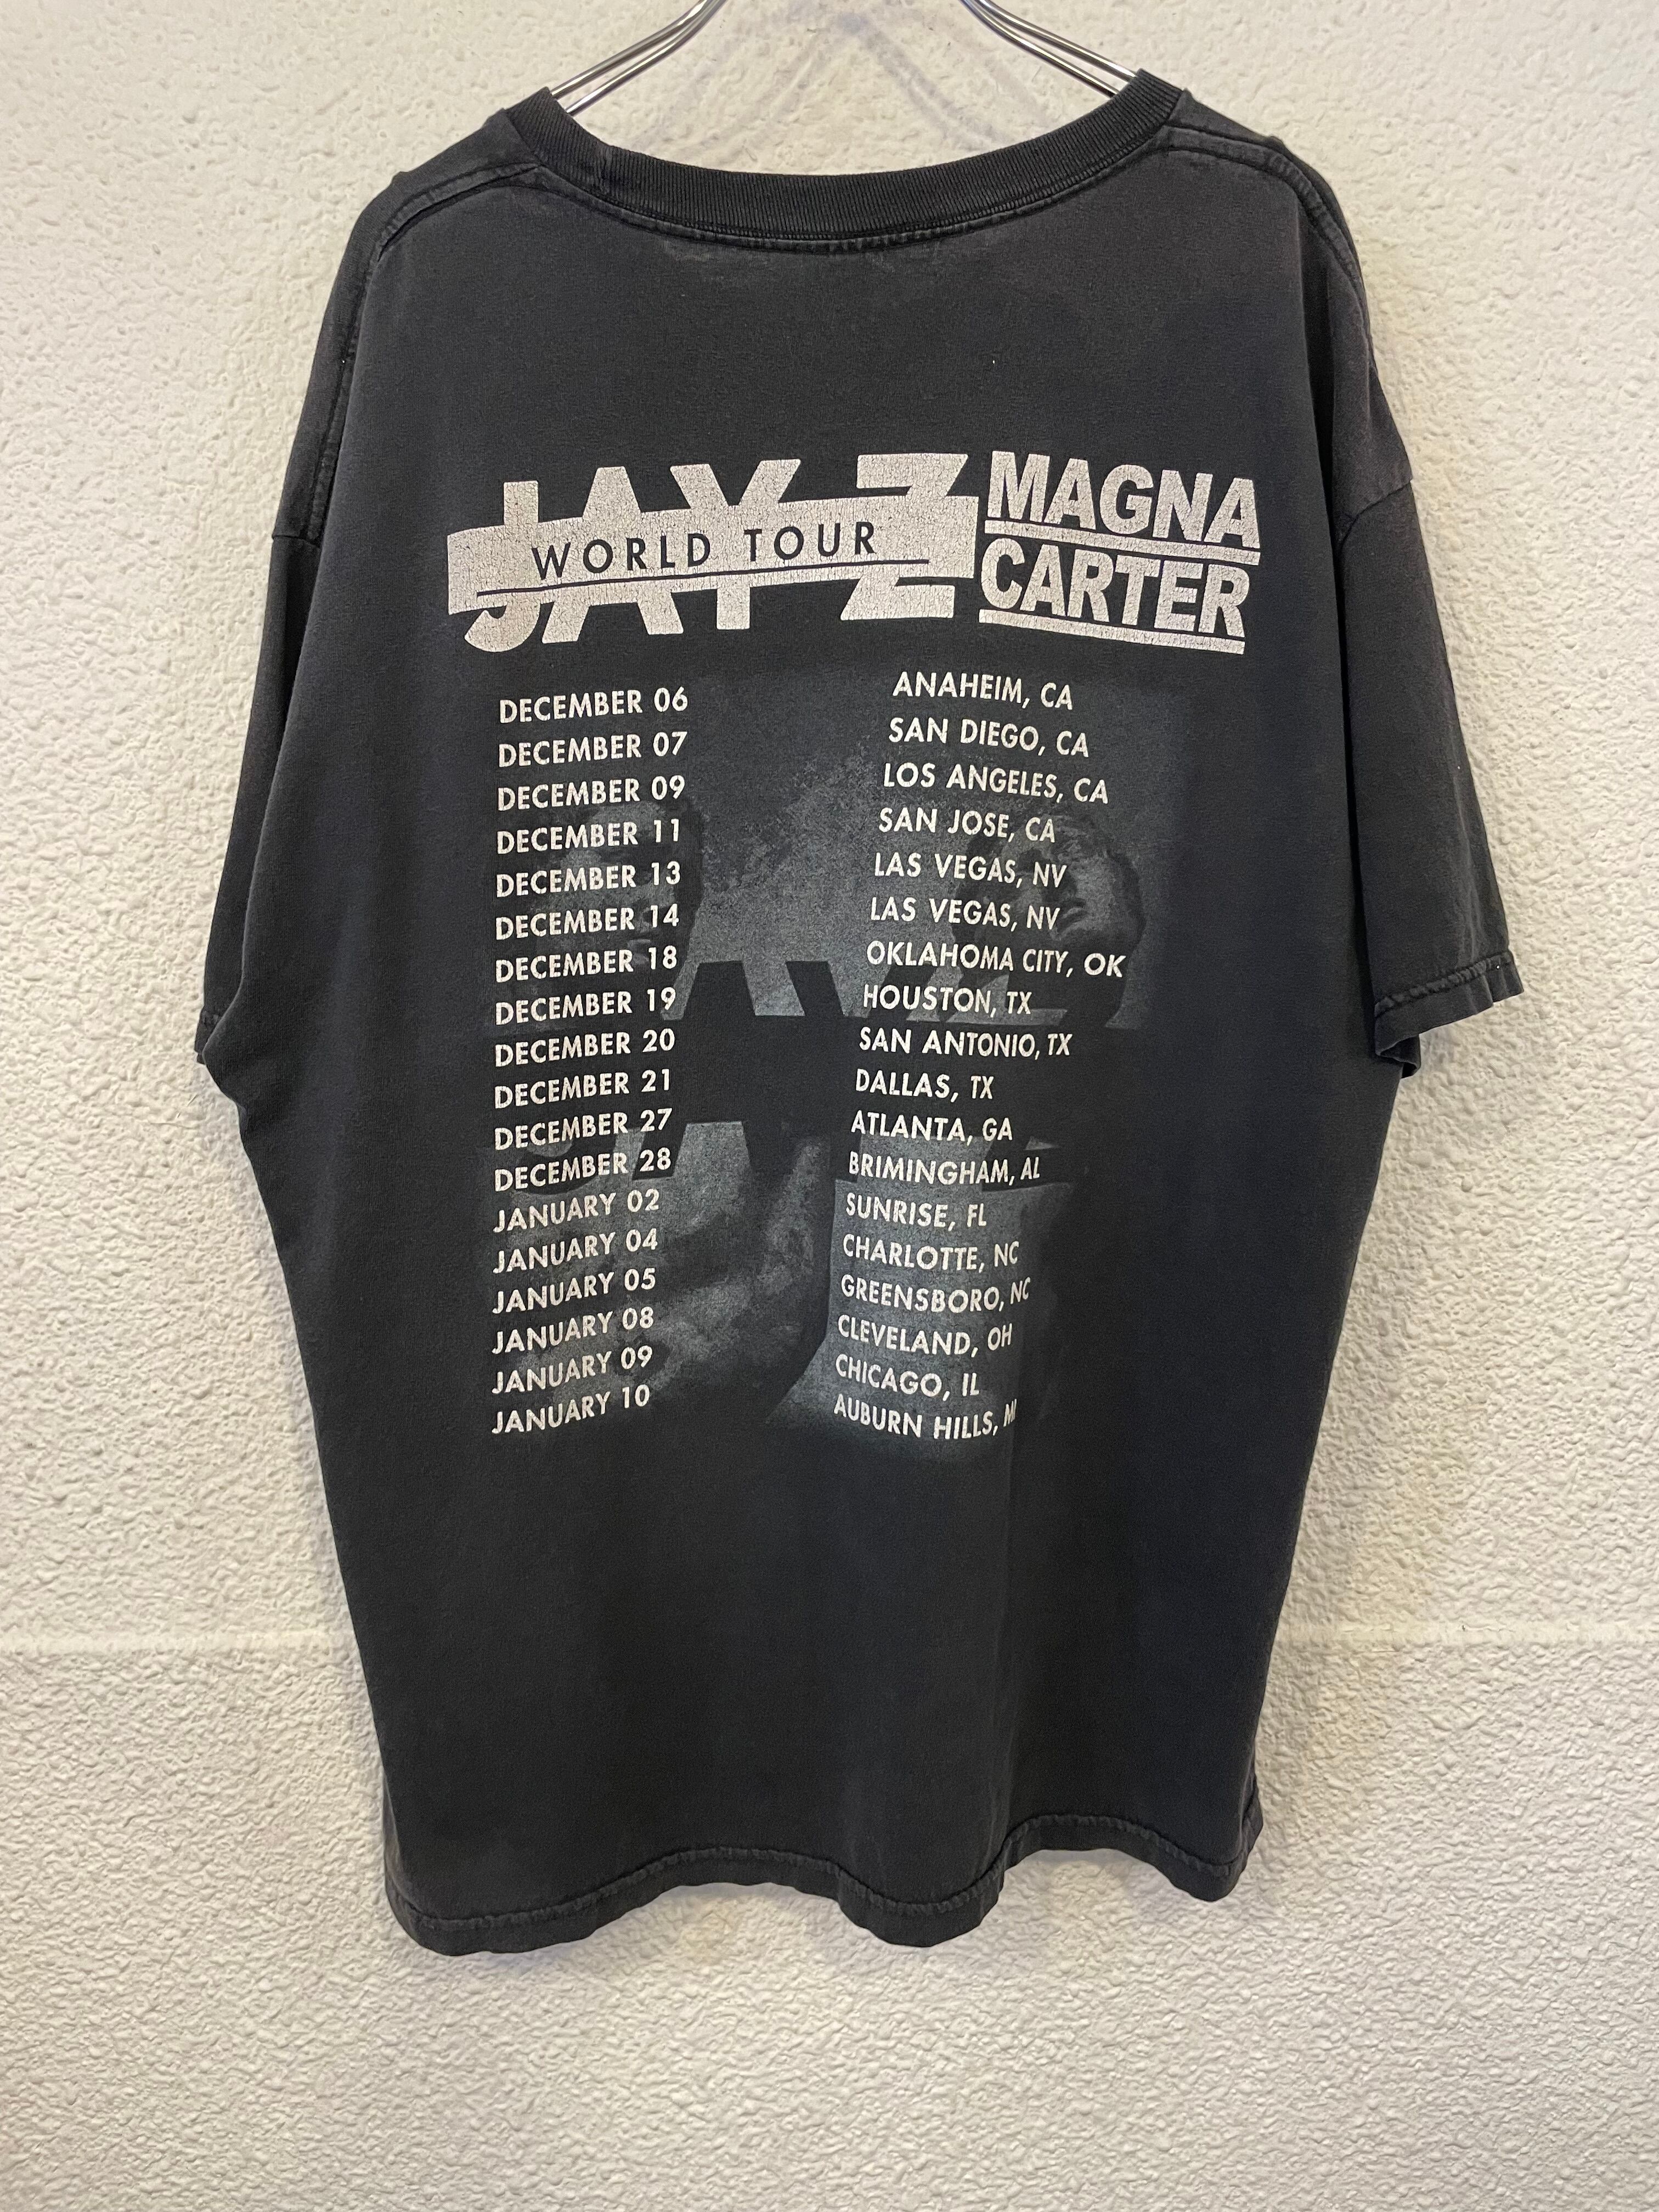 JAY Z
WORLD TOUR
MAGNA
CARTER
DECEMBER 06 ANAHEIM, CA
DECEMBER 07 SAN DIEGO, CA
DECEMBER 09 LOS ANGELES, CA
DECEMBER 11 SAN JOSE, CA
DECEMBER 13 LAS VEGAS, NV
DECEMBER 14 LAS VEGAS, NV
DECEMBER 18 OKLAHOMA CITY, OK
DECEMBER 19 HOUSTON, TX
DECEMBER 20 SAN ANTONIO, TX
DECEMBER 21 DALLAS, TX
DECEMBER 27 ATLANTA, GA
DECEMBER 28 BRIMINGHAM, AL
JANUARY 02 SUNRISE, FL
JANUARY 04 CHARLOTTE, NC
JANUARY 05 GREENSBORO, NC
JANUARY 08 CLEVELAND, OH
JANUARY 09 CHICAGO, IL
JANUARY 10 AUBURN HILLS, MI